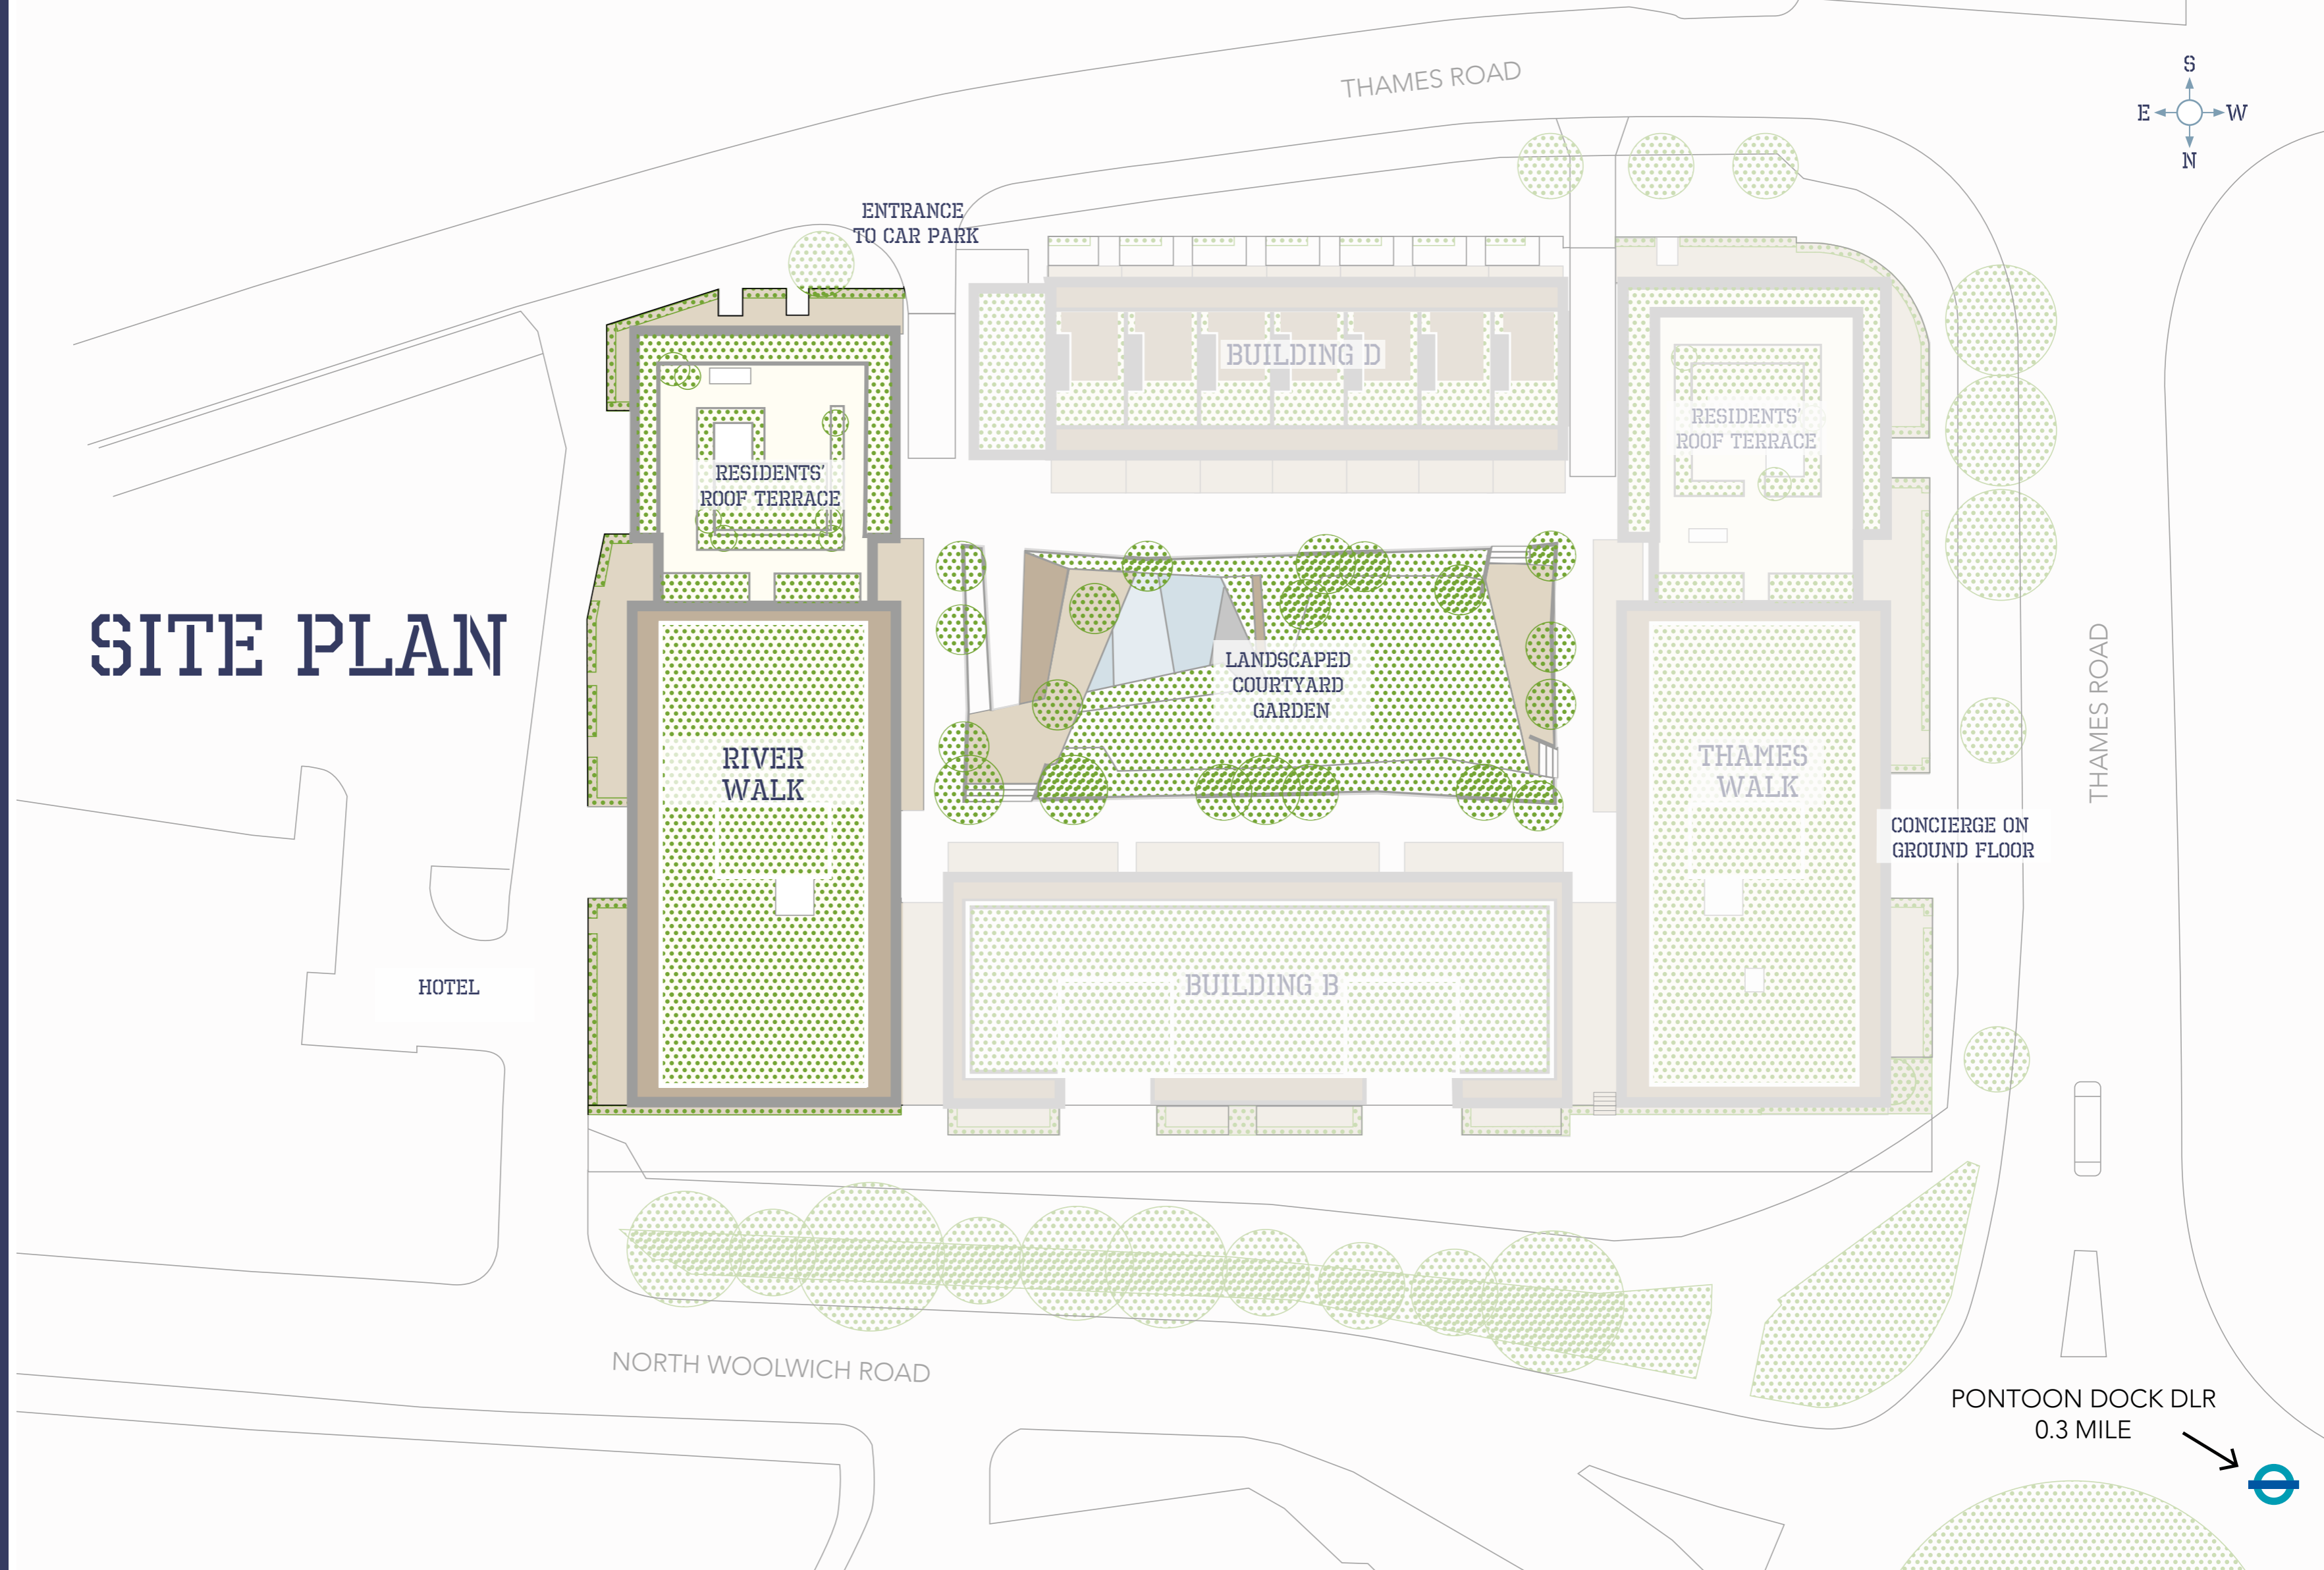 THAMES ROAD
S
E
W
N
ENTRANCE
TO CAR PARK
BUILDING D
RESIDENTS'
ROOF TERRACE
RESIDENTS'
ROOF TERRACE
SITE PLAN
LANDSCAPED
COURTYARD
GARDEN
RIVER
WALK
THAMES
WALK
THAMES ROAD
CONCIERGE ON
GROUND FLOOR
HOTEL
BUILDING B
NORTH WOOLWICH ROAD
PONTOON DOCK DLR
0.3 MILE